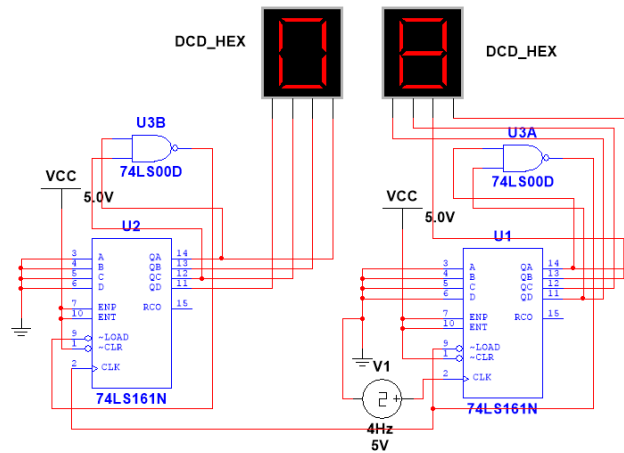 DCD_HEX
DCD_HEX
U3B
74LS00D
U3A
74LS00D
VCC
5.0V
VCC
5.0V
U2
3 A QA 14
4 B QB 13
5 C QC 12
6 D QD 11
7 ENP RCO 15
10 ENT
9 ~LOAD
1 ~CLR
2 CLK
74LS161N
U1
3 A QA 14
4 B QB 13
5 C QC 12
6 D QD 11
7 ENP RCO 15
10 ENT
9 ~LOAD
1 ~CLR
2 CLK
74LS161N
V1
4Hz
5V